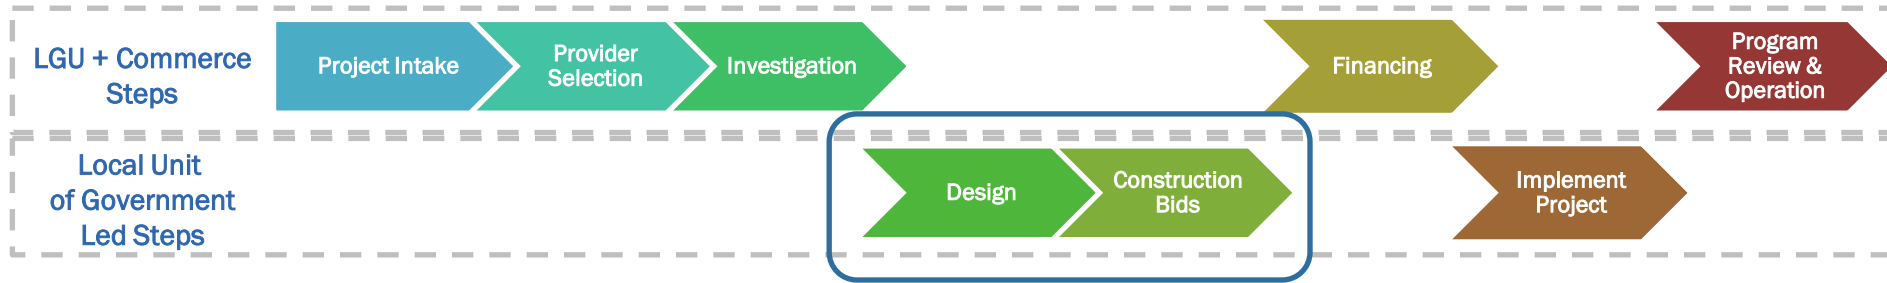 LGU + Commerce
Steps
Project Intake
Provider
Selection
Investigation
Financing
Program
Review &
Operation
Local Unit
of Government
Led Steps
Design
Construction
Bids
Implement
Project